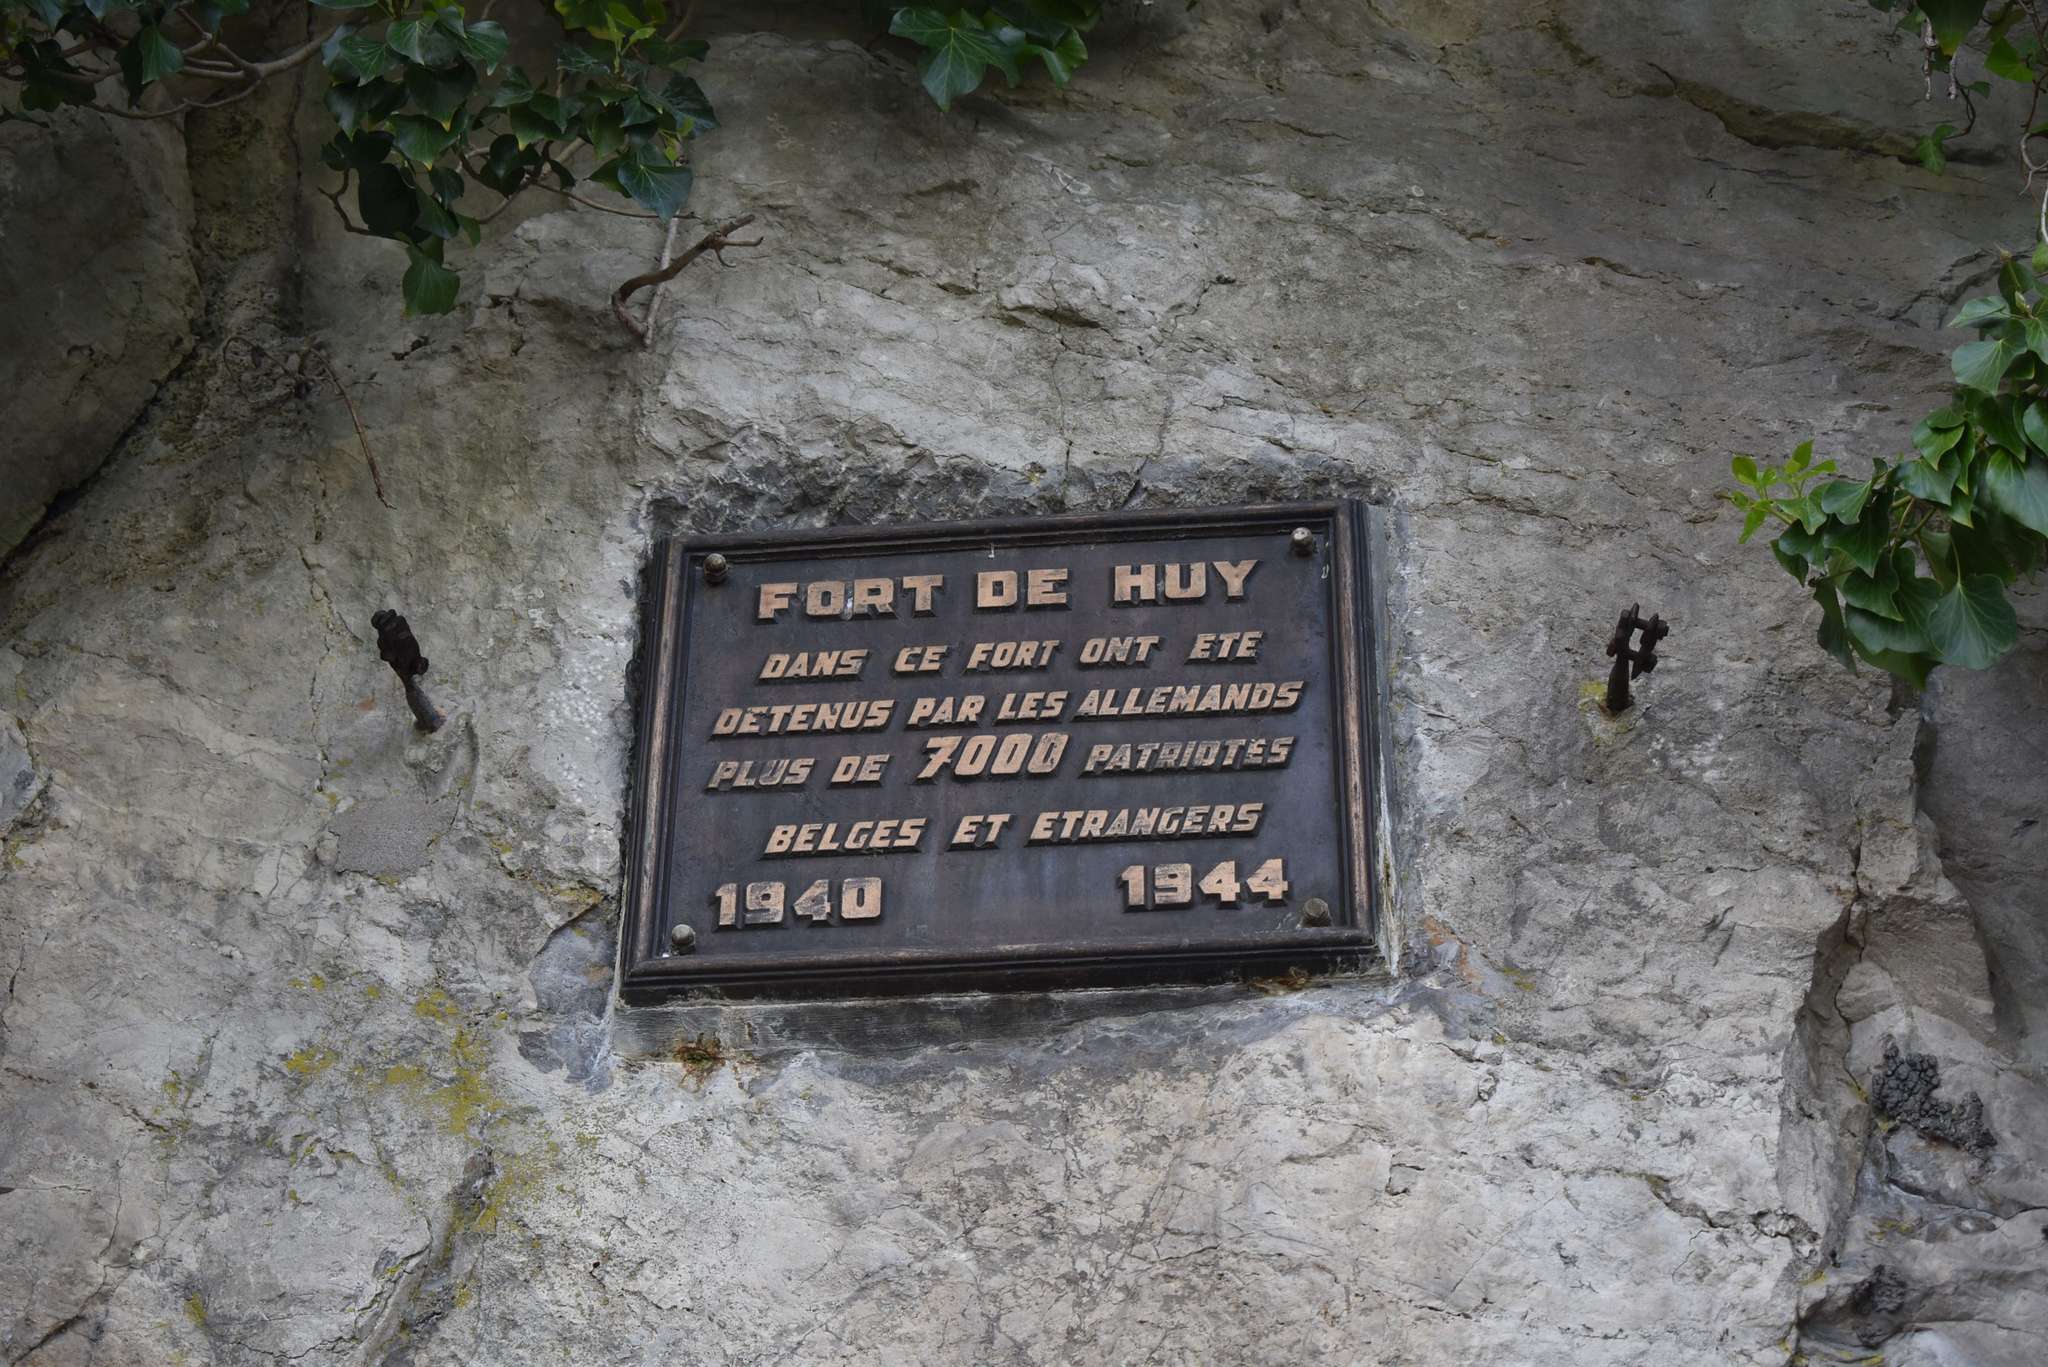 FORT DE HUY
DANS CE FORT ONT ETE
DETENUS PAR LES ALLEMANDS
PLUS DE 7000 PATRIOTES
BELGES ET ETRANGERS
1940 1944